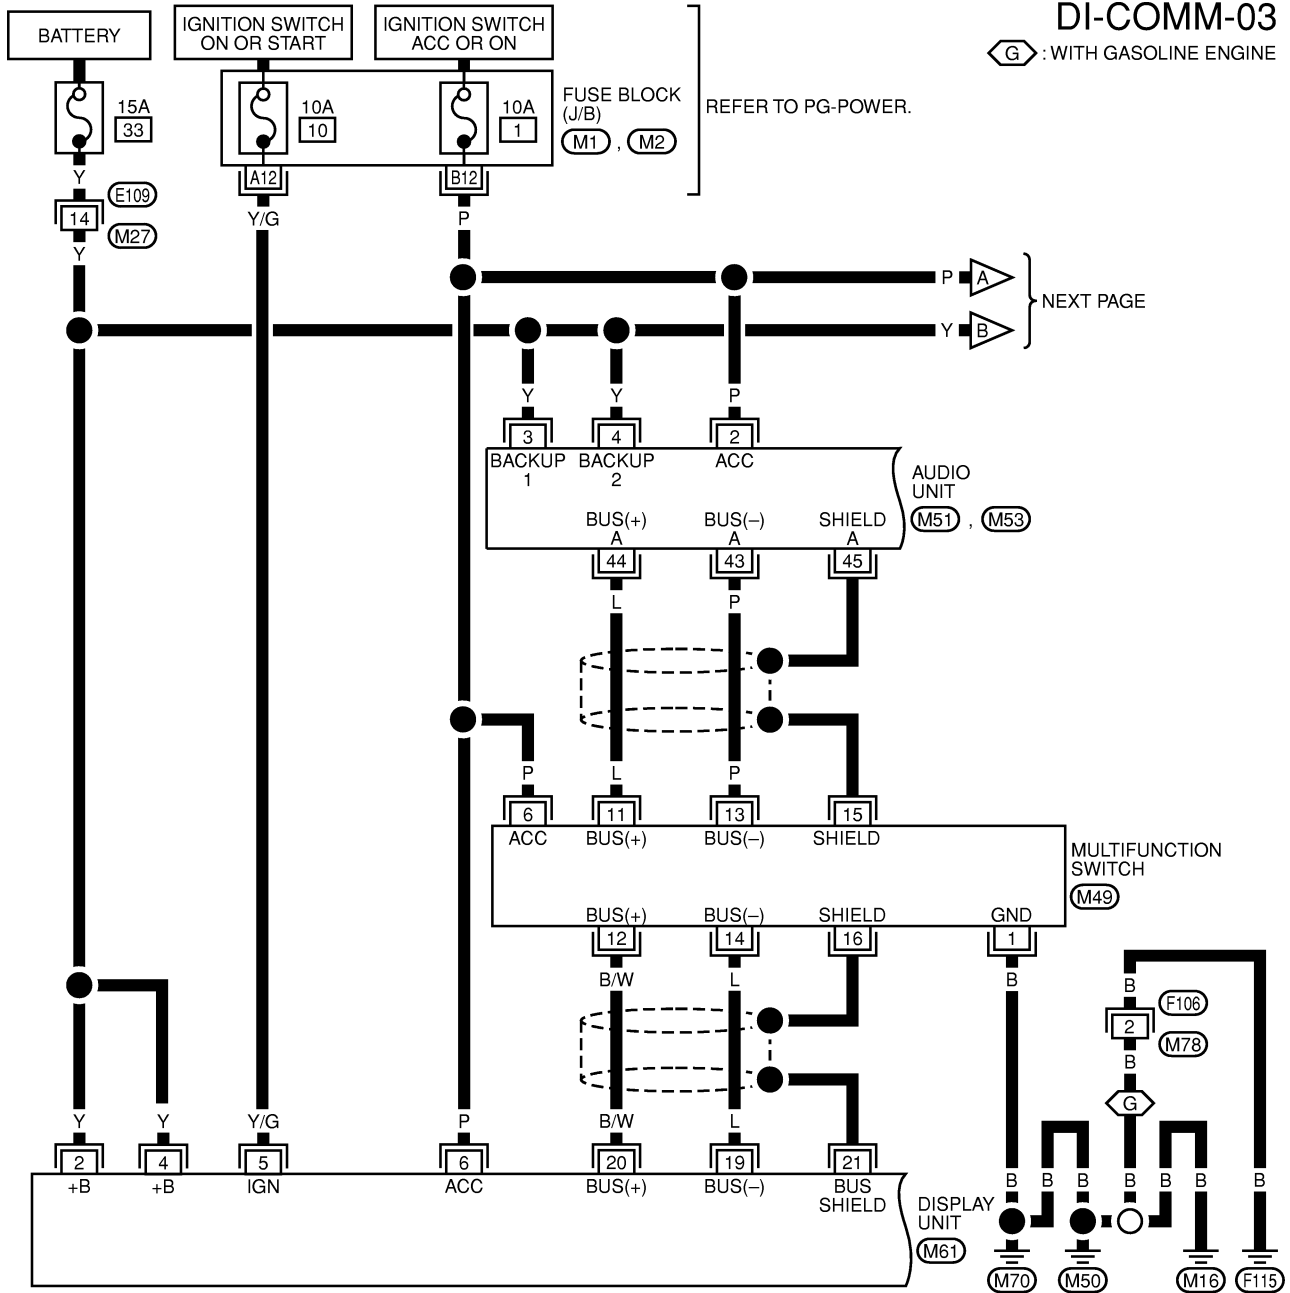 DI-COMM-03
G : WITH GASOLINE ENGINE
BATTERY
IGNITION SWITCH
ON OR START
IGNITION SWITCH
ACC OR ON
15A
33
10A
10
10A
1
FUSE BLOCK
(J/B)
M1 , M2
REFER TO PG-POWER.
A12
B12
Y
E109
14
M27
Y
Y/G
P
P A
NEXT PAGE
Y B
Y Y P
3 4 2
BACKUP
1
BACKUP
2
ACC
AUDIO
UNIT
M51 , M53
BUS(+)
A
BUS(–)
A
SHIELD
A
44 43 45
L P
P L P
6 11 13 15
ACC BUS(+) BUS(–) SHIELD
MULTIFUNCTION
SWITCH
M49
BUS(+) BUS(–) SHIELD GND
12 14 16 1
B/W L B
B
F106
2
M78
B
G
Y Y Y/G P B/W L
2 4 5 6 20 19 21
+B +B IGN ACC BUS(+) BUS(–) BUS
SHIELD
DISPLAY
UNIT
M61
B B B B B B B
M70 M50 M16 F115